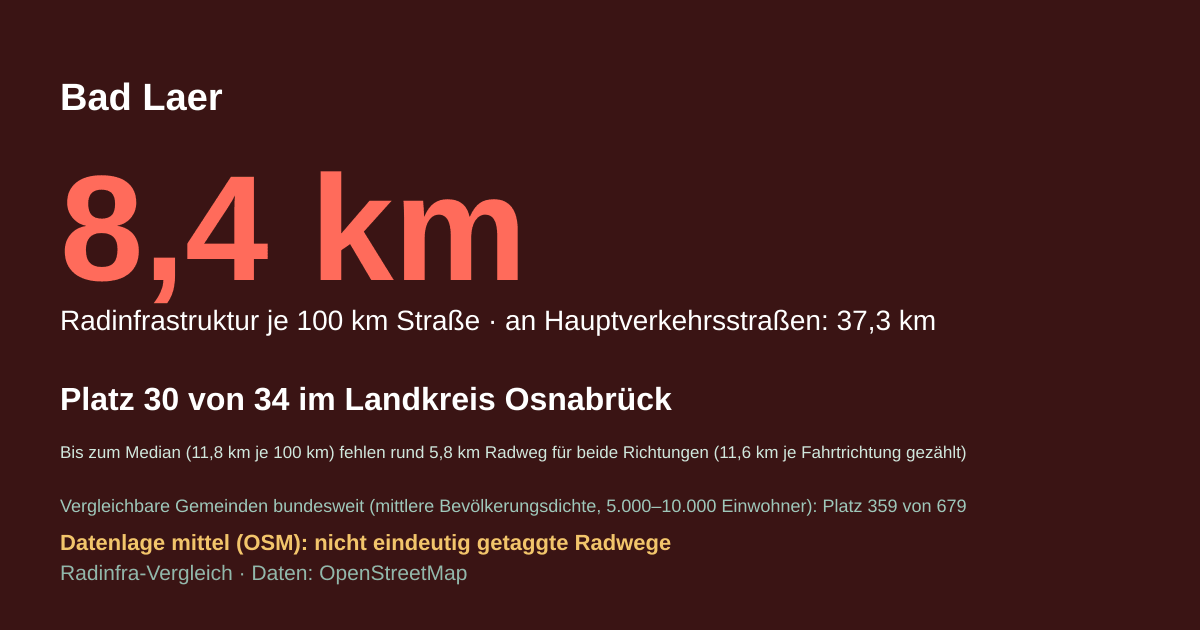 Bad Laer
8,4 km
Radinfrastruktur je 100 km Straße · an Hauptverkehrsstraßen: 37,3 km
Platz 30 von 34 im Landkreis Osnabrück
Bis zum Median (11,8 km je 100 km) fehlen rund 5,8 km Radweg für beide Richtungen (11,6 km je Fahrtrichtung gezählt)
Vergleichbare Gemeinden bundesweit (mittlere Bevölkerungsdichte, 5.000–10.000 Einwohner): Platz 359 von 679
Datenlage mittel (OSM): nicht eindeutig getaggte Radwege
Radinfra-Vergleich · Daten: OpenStreetMap